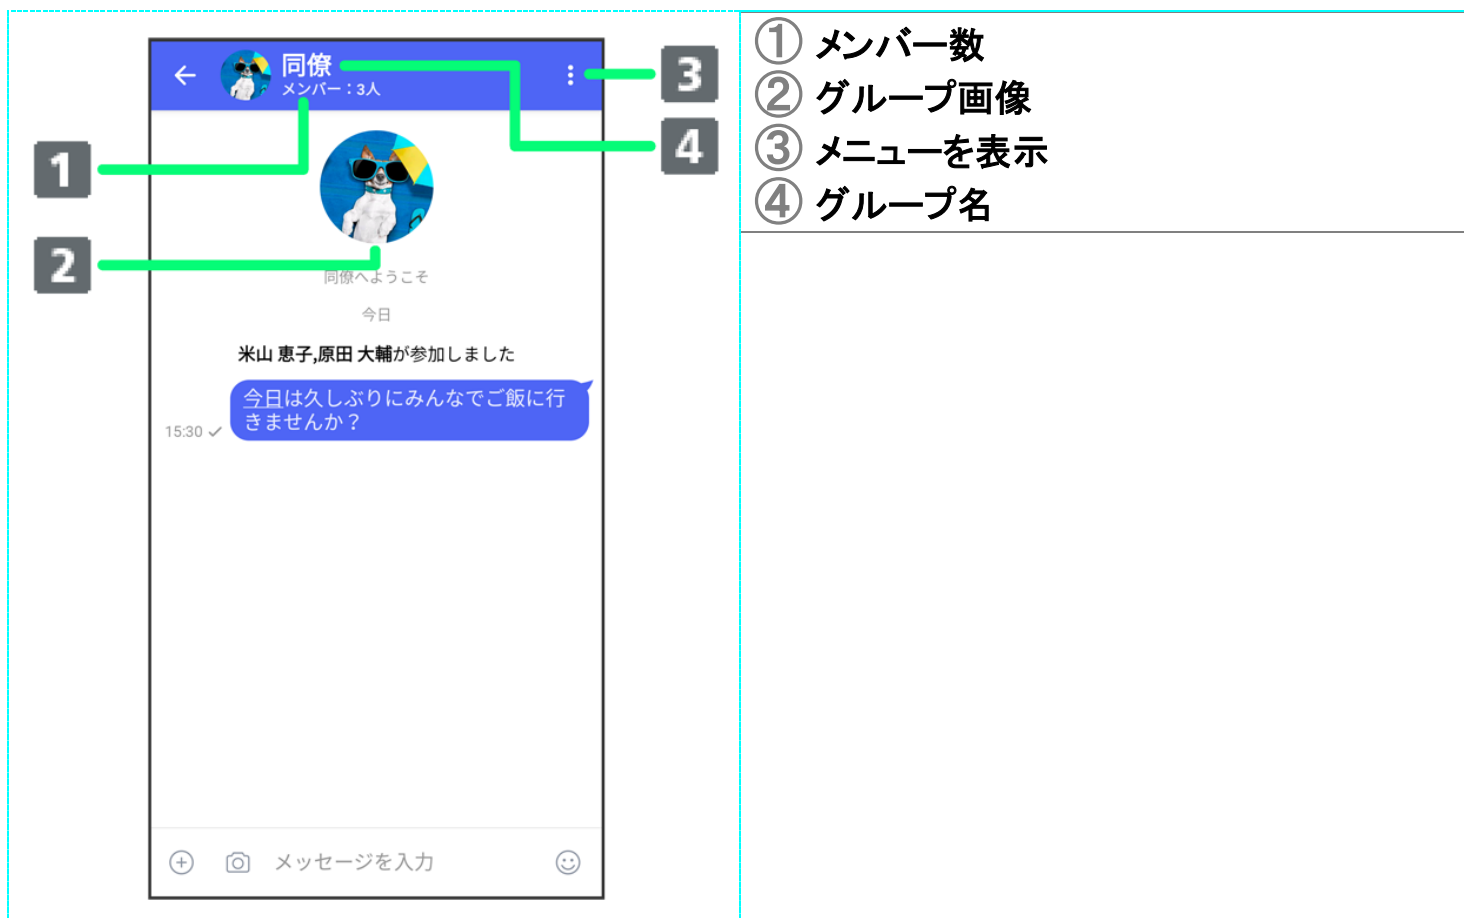 同僚
メンバー：3人
3
4
1
2
同僚へようこそ
今日
米山 恵子,原田 大輔が参加しました
今日は久しぶりにみんなでご飯に行
きませんか？
15:30
メッセージを入力
① メンバー数
② グループ画像
③ メニューを表示
④ グループ名